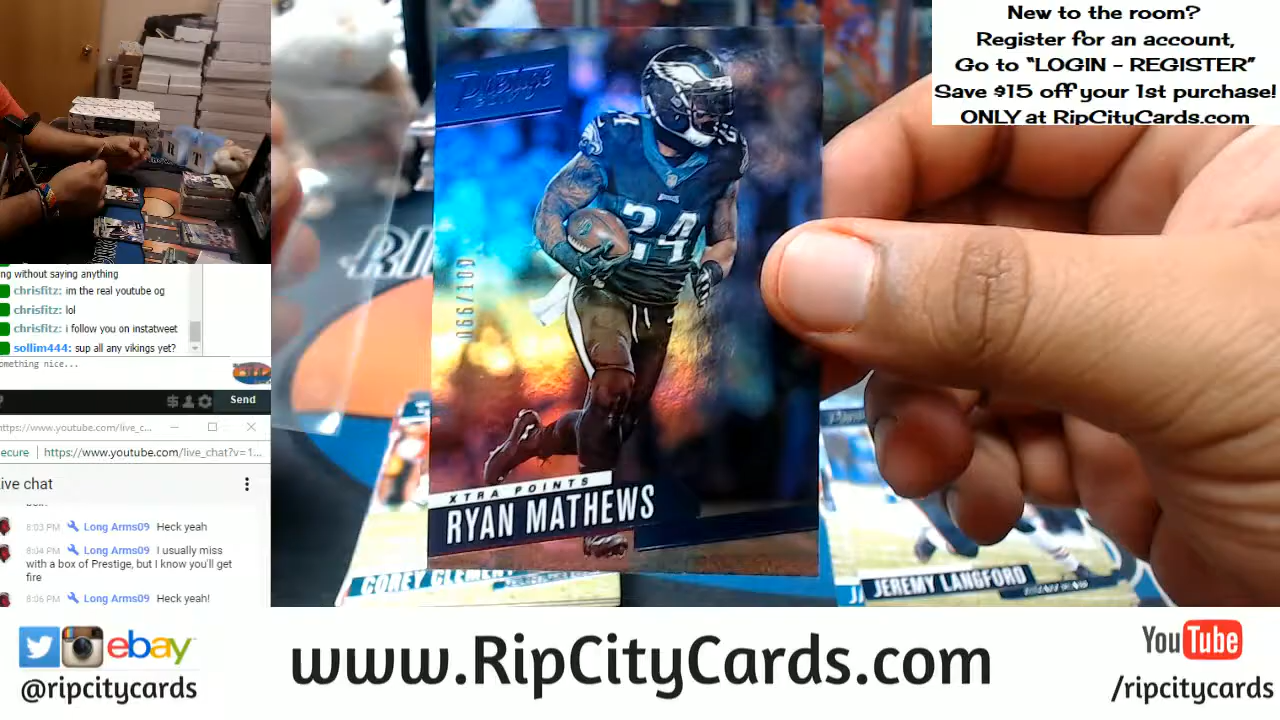 New to the room?
Register for an account,
Go to “LOGIN - REGISTER”
Save $15 off your 1st purchase!
ONLY at RipCityCards.com
Prestige
24
24
066/100
XTRA POINTS
RYAN MATHEWS
COREY CLEMEN
JEREMY LANGFORD
ng without saying anything
chrisfitz: im the real youtube og
chrisfitz: lol
chrisfitz: i follow you on instatweet
sollim444: sup all any vikings yet?
omething nice...
Send
https://www.youtube.com/live_c...
ecure https://www.youtube.com/live_chat?v=1...
ive chat
8:03 PM Long Arms09 Heck yeah
8:04 PM Long Arms09 I usually miss
with a box of Prestige, but I know you'll get
fire
8:06 PM Long Arms09 Heck yeah!
ebay
@ripcitycards
www.RipCityCards.com
YouTube
/ripcitycards